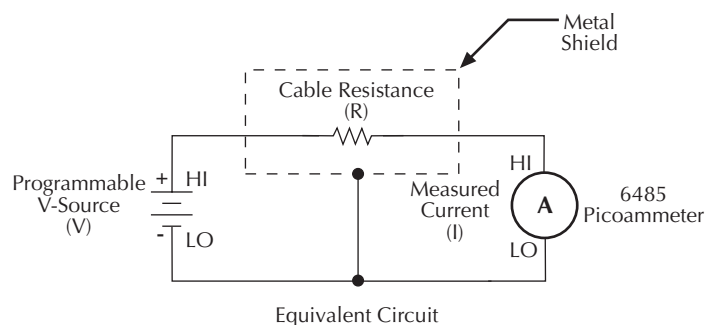 Metal
Shield
Cable Resistance
(R)
Programmable
V-Source
(V)
+ HI
- LO
Measured
Current
(I)
HI
A
LO
6485
Picoammeter
Equivalent Circuit